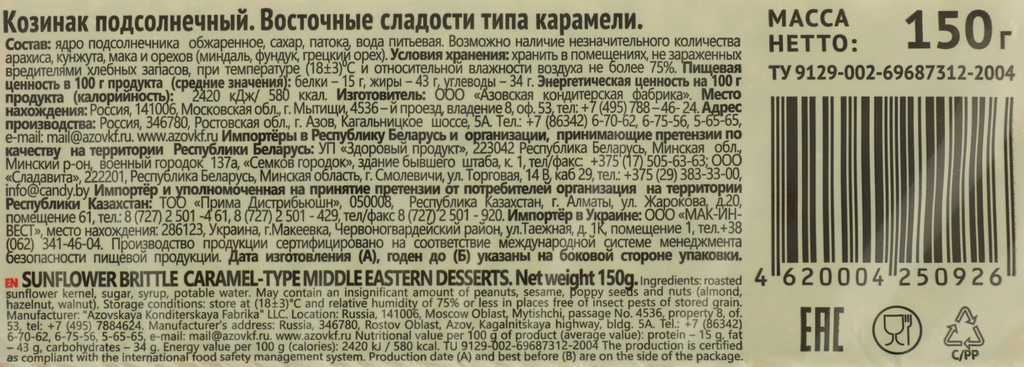 Козинак подсолнечный. Восточные сладости типа карамели.
Состав: ядро подсолнечника обжаренное, сахар, патока, вода питьевая. Возможно наличие незначительного количества
арахиса, кунжута, мака и орехов (миндаль, фундук, грецкий орех). Условия хранения: хранить в помещениях, не зараженных
вредителями хлебных запасов, при температуре (18±3)°С и относительной влажности воздуха не более 75%. Пищевая
ценность в 100 г продукта (средние значения): белки – 15 г, жиры – 43 г, углеводы – 34 г. Энергетическая ценность на 100 г
продукта (калорийность): 2420 кДж/ 580 ккал. Изготовитель: ООО «Азовская кондитерская фабрика». Место
нахождения: Россия, 141006, Московская обл., г. Мытищи, 4536–й проезд, владение 8, оф. 53, тел: +7 (495) 788–46–24. Адрес
производства: Россия, 346780, Ростовская обл., г. Азов, Кагальницкое шоссе, 5А. Тел.: +7 (86342) 6-70-62, 6-75-56, 5-65-65,
e-mail: mail@azovkf.ru. www.azovkf.ru Импортёры в Республику Беларусь и организации, принимающие претензии по
качеству на территории Республики Беларусь: УП «Здоровый продукт», 223042 Республика Беларусь, Минская обл.,
Минский р-он, военный городок 137а, «Семков городок», здание бывшего штаба, к. 1, тел/факс: +375 (17) 505-63-63; ООО
«Сладавита», 222201, Республика Беларусь, Минская область, г. Смолевичи, ул. Торговая, 14 В, каб 29, тел.: +375 (29) 383-33-00,
info@candy.by Импортёр и уполномоченная на принятие претензии от потребителей организация на территории
Республики Казахстан: ТОО «Прима Дистрибьюшн», 050008, Республика Казахстан, г. Алматы, ул. Жарокова, д.20,
помещение 61, тел.: 8 (727) 2 501 -4 61, 8 (727) 2 501 - 429, тел/факс 8 (727) 2 501 - 920. Импортёр в Украине: ООО «МАК-ИН-
ВЕСТ», место нахождения: 286123, Украина, г.Макеевка, Червоногвардейский район, ул.Таежная, д. 1К, помещение 1, тел.+38
(062) 341-46-04. Производство продукции сертифицировано на соответствие международной системе менеджмента
безопасности пищевой продукции. Дата изготовления (А), годен до (Б) указаны на боковой стороне упаковки.
EN SUNFLOWER BRITTLE CARAMEL-TYPE MIDDLE EASTERN DESSERTS. Net weight 150g. Ingredients: roasted
sunflower kernel, sugar, syrup, potable water. May contain an insignificant amount of peanuts, sesame, poppy seeds and nuts (almond,
hazelnut, walnut). Storage conditions: store at (18±3)°C and relative humidity of 75% or less in places free of insect pests of stored grain.
Manufacturer: "Azovskaya Konditerskaya Fabrika" LLC. Location: Russia, 141006, Moscow Oblast, Mytishchi, passage No. 4536, property 8, of.
53, tel: +7 (495) 7884624. Manufacturer's address: Russia, 346780, Rostov Oblast, Azov, Kagalnitskaya highway, bldg. 5A. Tel.: +7 (86342)
6-70-62, 6-75-56, 5-65-65, e-mail: mail@azovkf.ru. www.azovkf.ru Nutritional value per 100 g of product (average value): protein – 15 g, fat
– 43 g, carbohydrates – 34 g. Energy value per 100 g (calories): 2420 kJ / 580 kcal. TU 9129-002-69687312-2004 The production is certified
as compliant with the international food safety management system. Production date (A) and best before (B) are on the side of the package.
МАССА
НЕТТО: 150 г
ТУ 9129-002-69687312-2004
4 620004 250926
EAC
C/PP